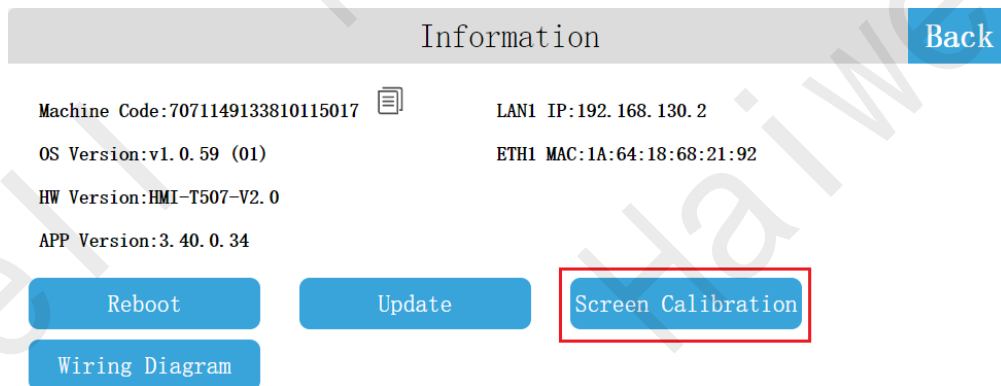 Information
Back
Machine Code:7071149133810115017
LAN1 IP:192.168.130.2
OS Version:v1.0.59 (01)
ETH1 MAC:1A:64:18:68:21:92
HW Version:HMI-T507-V2.0
APP Version:3.40.0.34
Reboot
Update
Screen Calibration
Wiring Diagram
Haiwe
ell